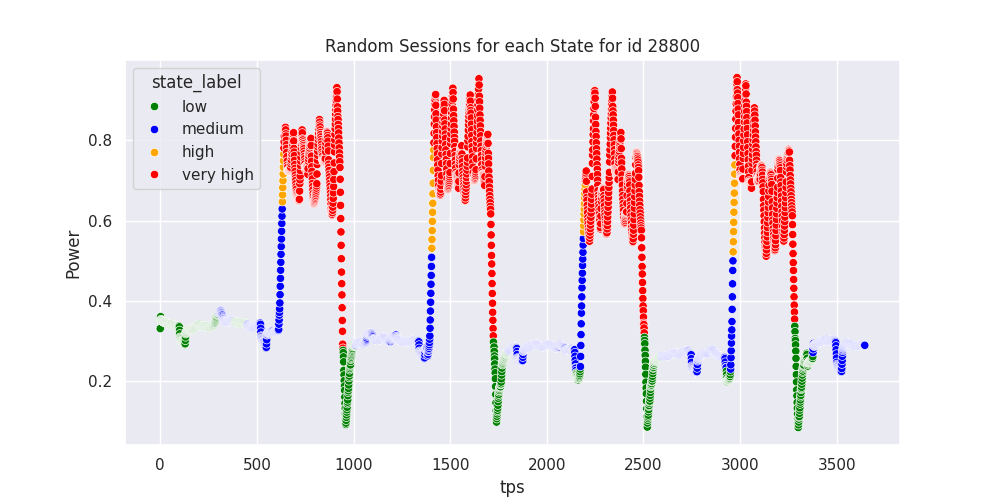 Random Sessions for each State for id 28800
state_label
low
medium
high
very high
Power
0.8
0.6
0.4
0.2
0
500
1000
1500
2000
2500
3000
3500
tps